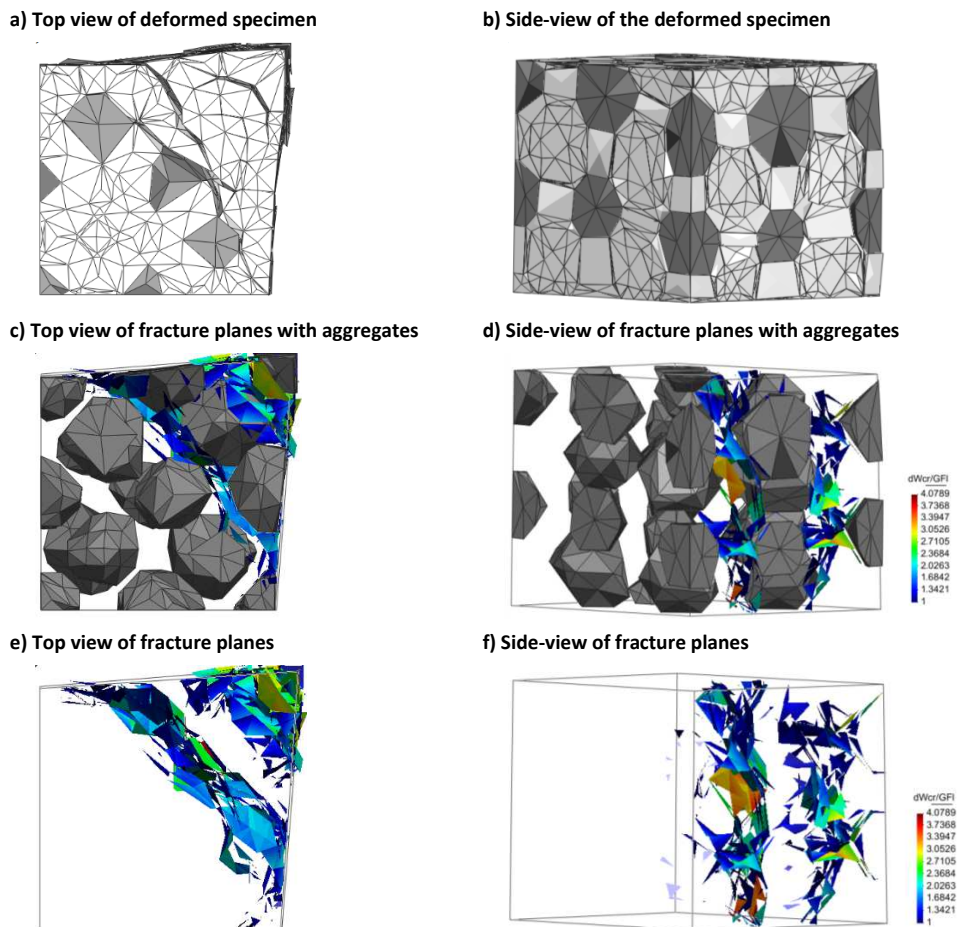 a) Top view of deformed specimen
b) Side-view of the deformed specimen
c) Top view of fracture planes with aggregates
d) Side-view of fracture planes with aggregates
dWcr/GFI
4.0789
3.7368
3.3947
3.0526
2.7105
2.3684
2.0263
1.6842
1.3421
1
e) Top view of fracture planes
f) Side-view of fracture planes
dWcr/GFI
4.0789
3.7368
3.3947
3.0526
2.7105
2.3684
2.0263
1.6842
1.3421
1